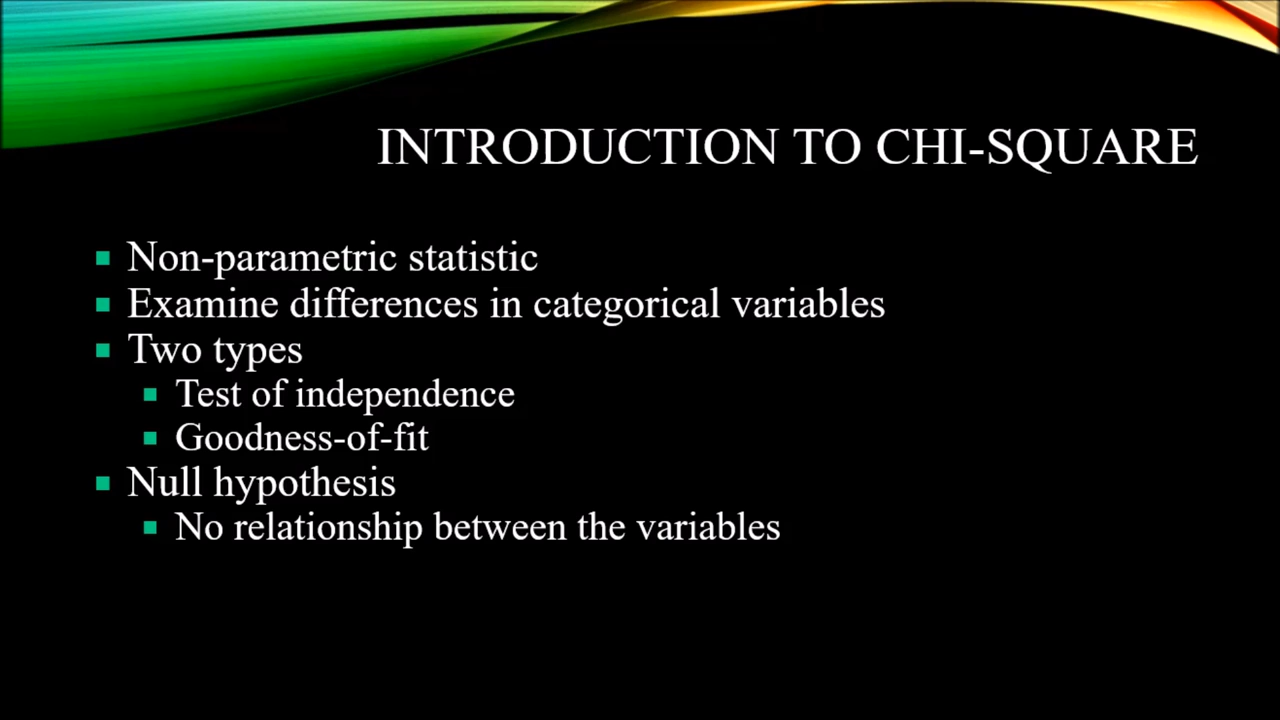 INTRODUCTION TO CHI-SQUARE
Non-parametric statistic
Examine differences in categorical variables
Two types
Test of independence
Goodness-of-fit
Null hypothesis
No relationship between the variables